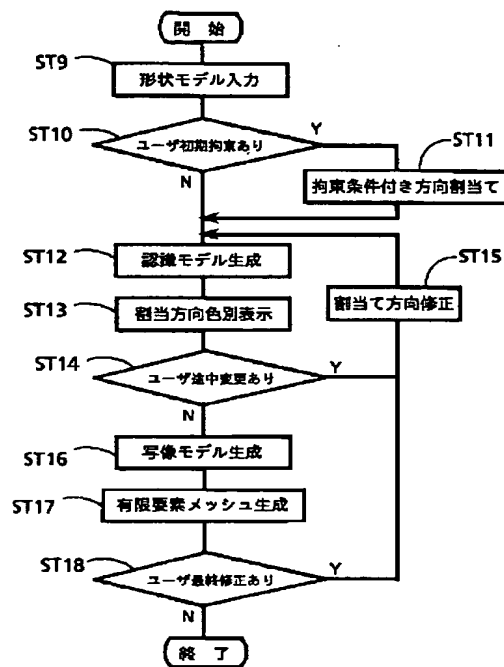 開 始
ST9
形状モデル入力
ST10
ユーザ初期拘束あり
Y
N
ST11
拘束条件付き方向割当て
ST12
認識モデル生成
ST15
割当て方向修正
ST13
割当方向色別表示
ST14
ユーザ途中変更あり
Y
N
ST16
写像モデル生成
ST17
有限要素メッシュ生成
ST18
ユーザ最終修正あり
Y
N
終 了